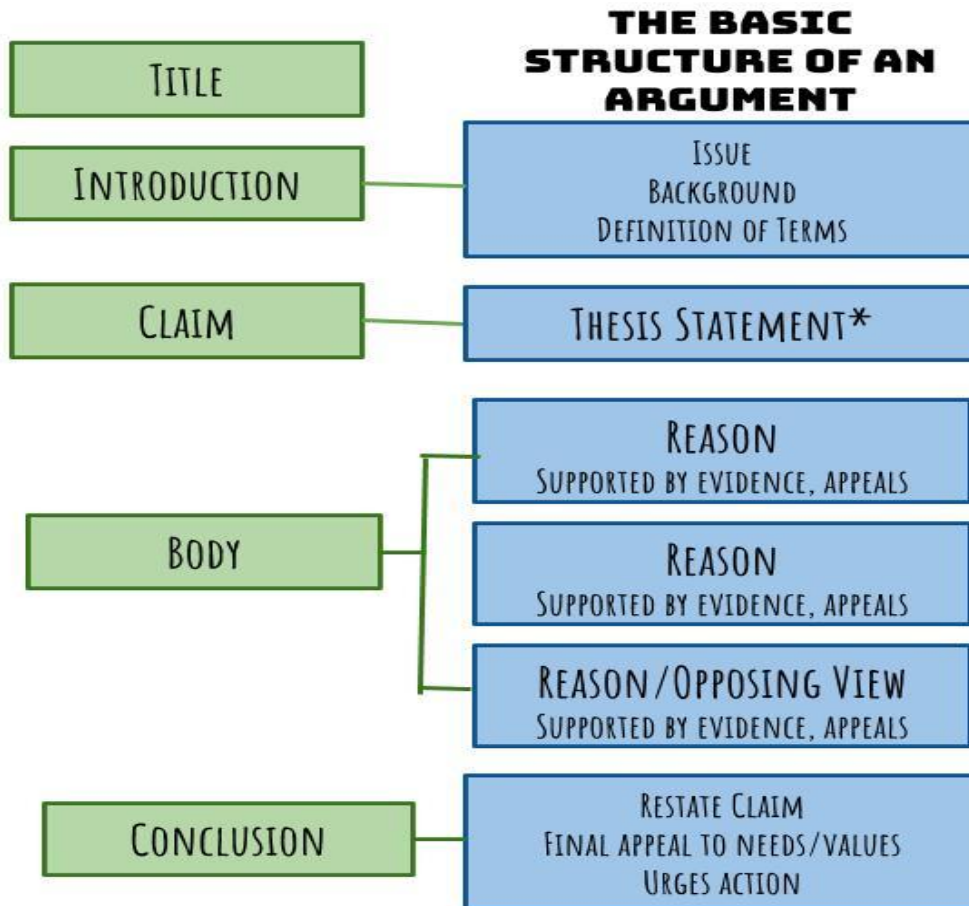 THE BASIC
STRUCTURE OF AN
ARGUMENT
TITLE
INTRODUCTION
ISSUE
BACKGROUND
DEFINITION OF TERMS
CLAIM
THESIS STATEMENT*
BODY
REASON
SUPPORTED BY EVIDENCE, APPEALS
REASON
SUPPORTED BY EVIDENCE, APPEALS
REASON/OPPOSING VIEW
SUPPORTED BY EVIDENCE, APPEALS
CONCLUSION
RESTATE CLAIM
FINAL APPEAL TO NEEDS/VALUES
URGES ACTION